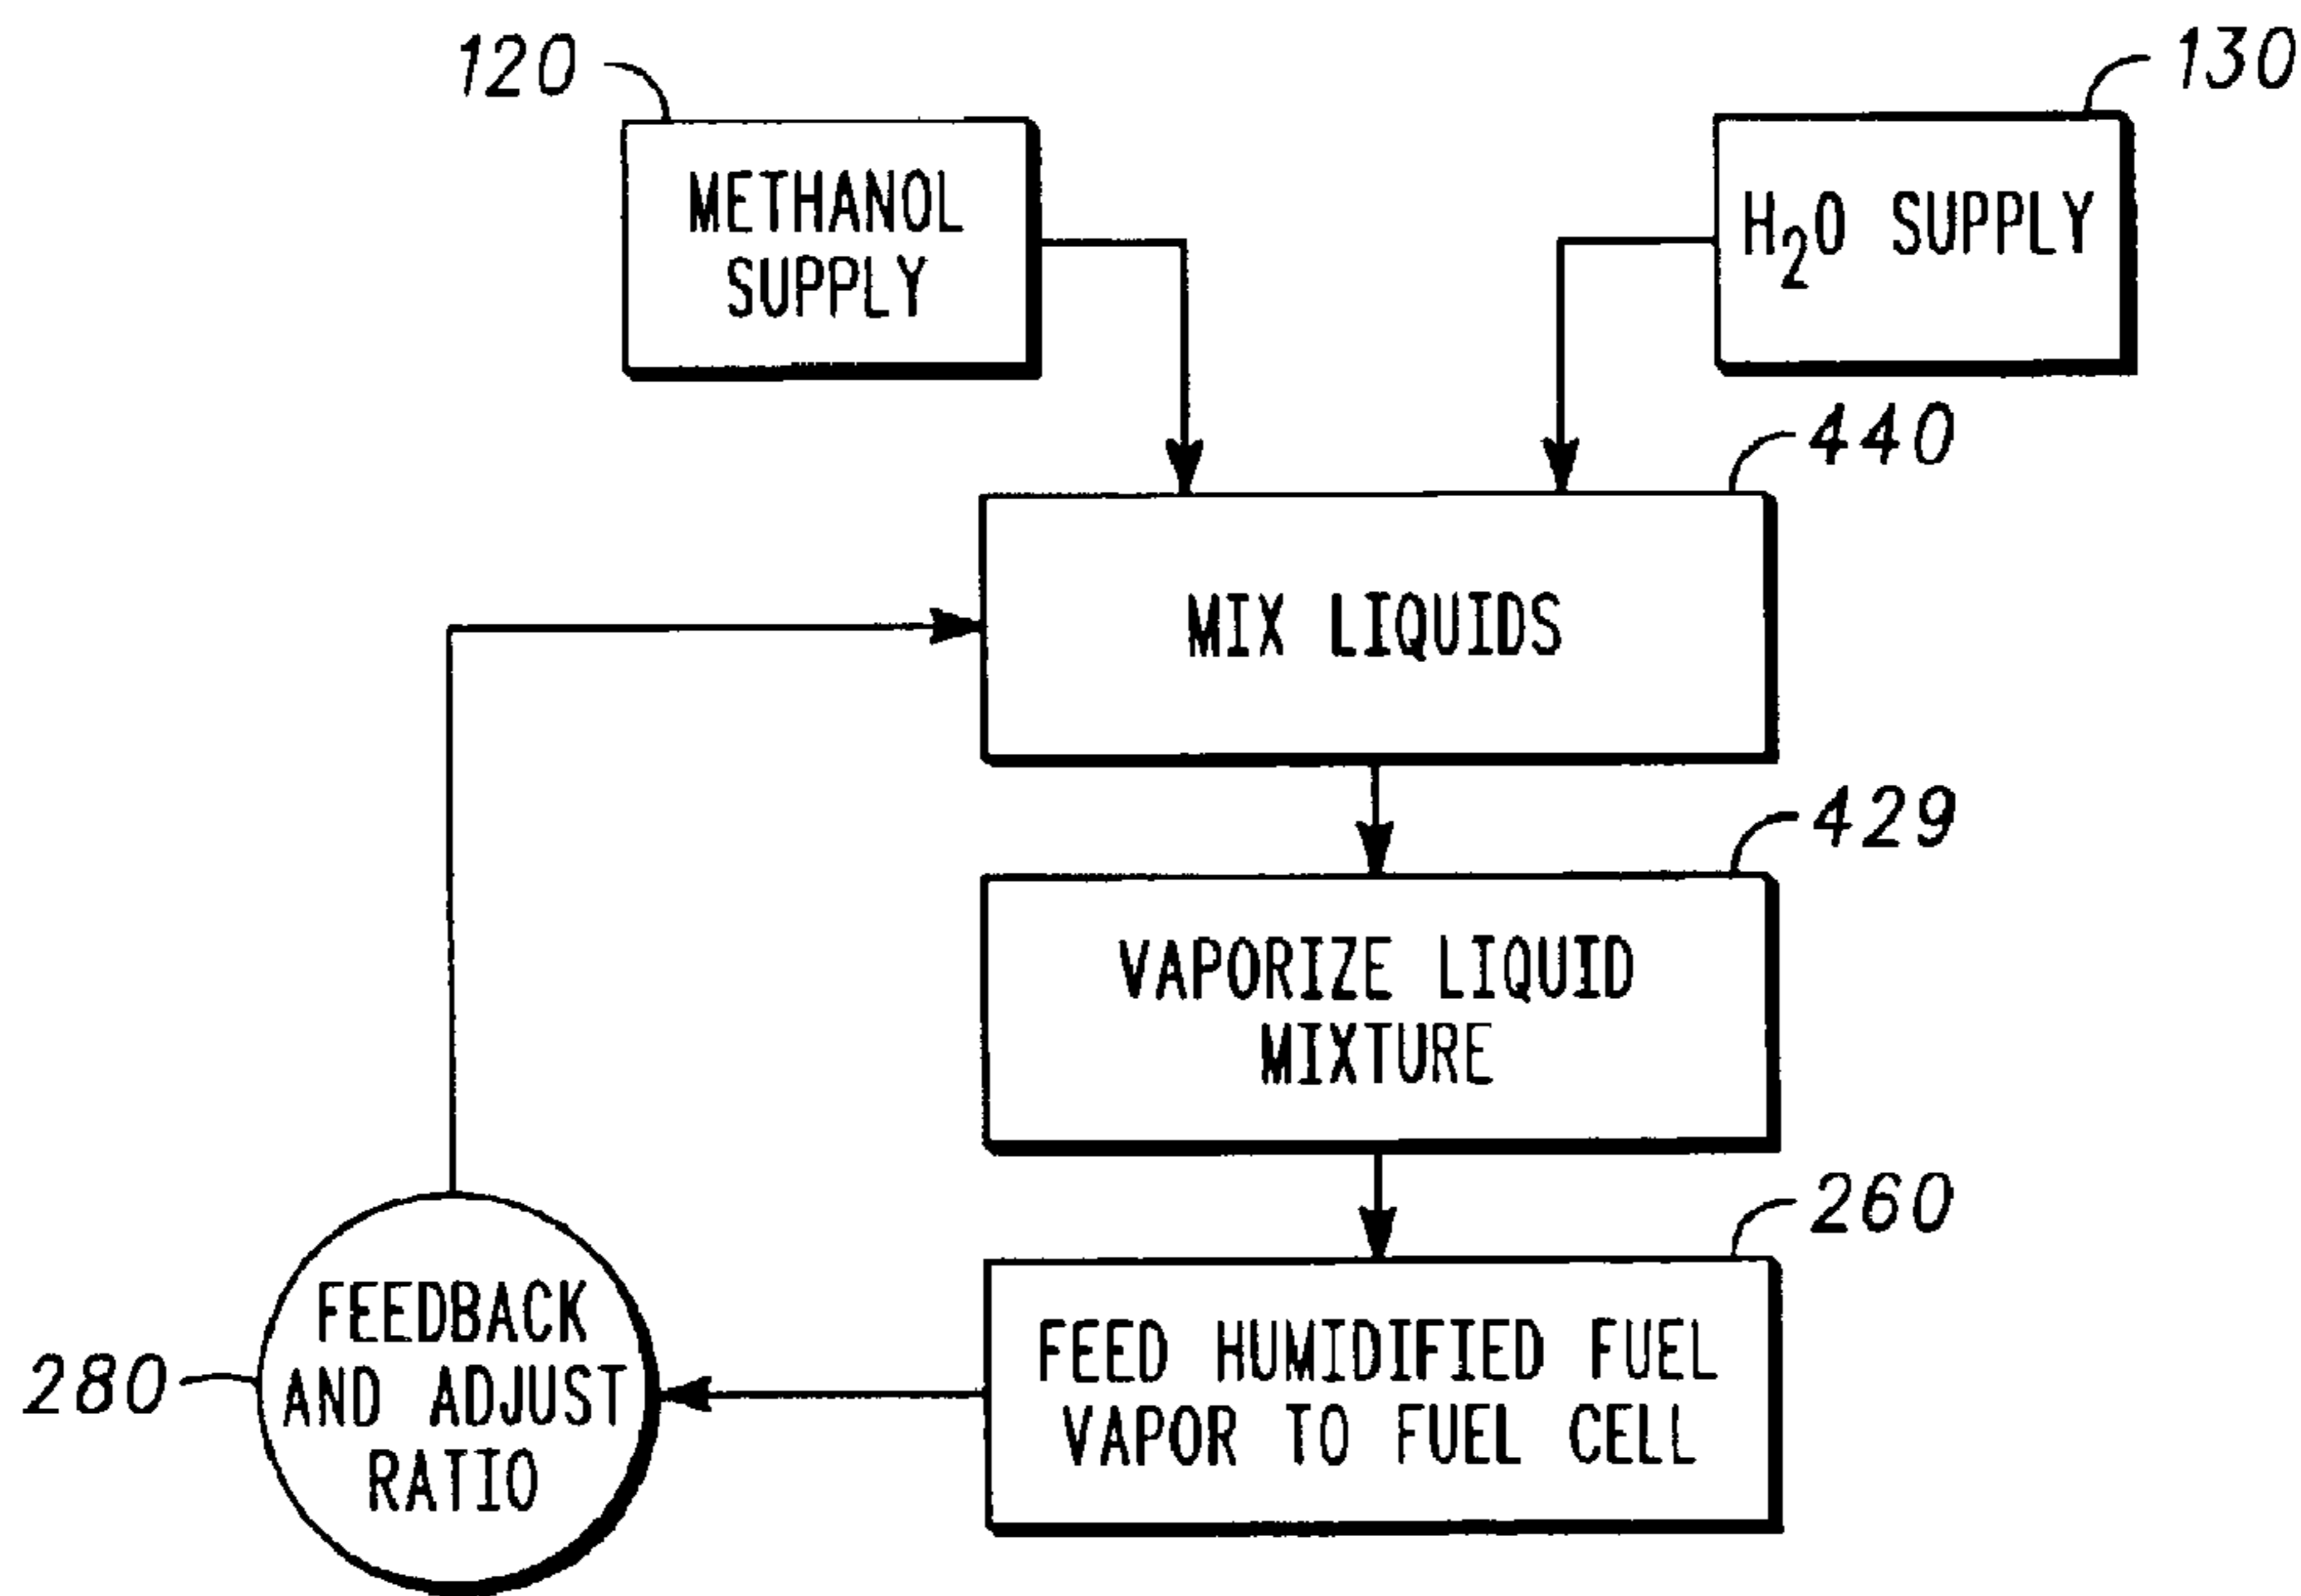 120
130
METHANOL
SUPPLY
H₂O SUPPLY
440
MIX LIQUIDS
429
VAPORIZE LIQUID
MIXTURE
260
FEED HUMIDIFIED FUEL
VAPOR TO FUEL CELL
280
FEEDBACK
AND ADJUST
RATIO